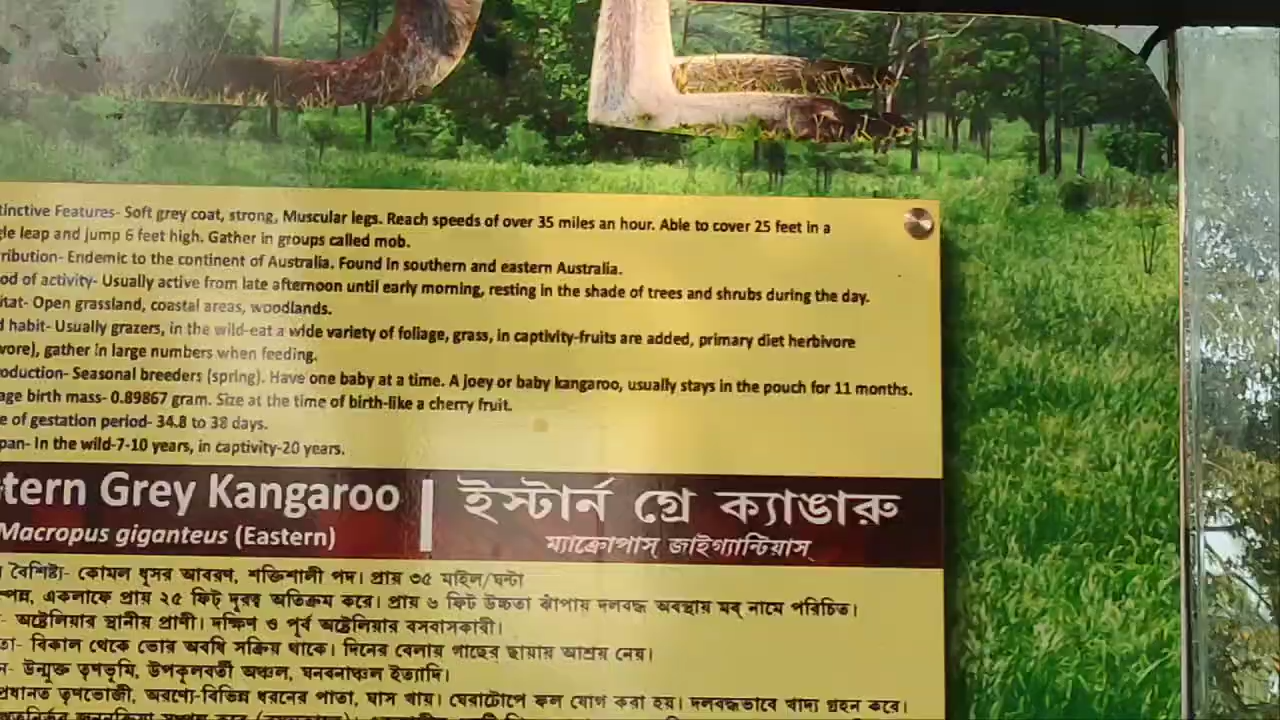 tinctive Features- Soft grey coat, strong, Muscular legs. Reach speeds of over 35 miles an hour. Able to cover 25 feet in a
gle leap and jump 6 feet high. Gather in groups called mob.
ribution- Endemic to the continent of Australia. Found in southern and eastern Australia.
od of activity- Usually active from late afternoon until early morning, resting in the shade of trees and shrubs during the day.
itat- Open grassland, coastal areas, woodlands.
d habit- Usually grazers, in the wild-eat a wide variety of foliage, grass, in captivity-fruits are added, primary diet herbivore
vore), gather in large numbers when feeding.
oduction- Seasonal breeders (spring). Have one baby at a time. A joey or baby kangaroo, usually stays in the pouch for 11 months.
age birth mass- 0.89867 gram. Size at the time of birth-like a cherry fruit.
e of gestation period- 34.8 to 38 days.
pan- In the wild-7-10 years, in captivity-20 years.
tern Grey Kangaroo | ইস্টার্ন গ্রে ক্যাঙারু
Macropus giganteus (Eastern) ম্যাক্রোপাস্ জাইগ্যান্টিয়াস্
বৈশিষ্ট্য- কোমল ধূসর আবরণ, শক্তিশালী পদ। প্রায় ৩৫ মাইল/ঘন্টা
ম্পন্ন, একলাফে প্রায় ২৫ ফিট্ দূরত্ব অতিক্রম করে। প্রায় ৬ ফিট উচ্চতা ঝাঁপায় দলবদ্ধ অবস্থায় মব্ নামে পরিচিত।
- অষ্ট্রেলিয়ার স্থানীয় প্রাণী। দক্ষিণ ও পূর্ব অষ্ট্রেলিয়ার বসবাসকারী।
তা- বিকাল থেকে ভোর অবধি সক্রিয় থাকে। দিনের বেলায় গাছের ছায়ায় আশ্রয় নেয়।
ন- উন্মুক্ত তৃণভূমি, উপকূলবর্তী অঞ্চল, ঘনবনাঞ্চল ইত্যাদি।
প্রধানত তৃণভোজী, অরণ্যে-বিভিন্ন ধরনের পাতা, ঘাস খায়। ঘেরাটোপে ফল যোগ করা হয়। দলবদ্ধভাবে খাদ্য গ্রহন করে।